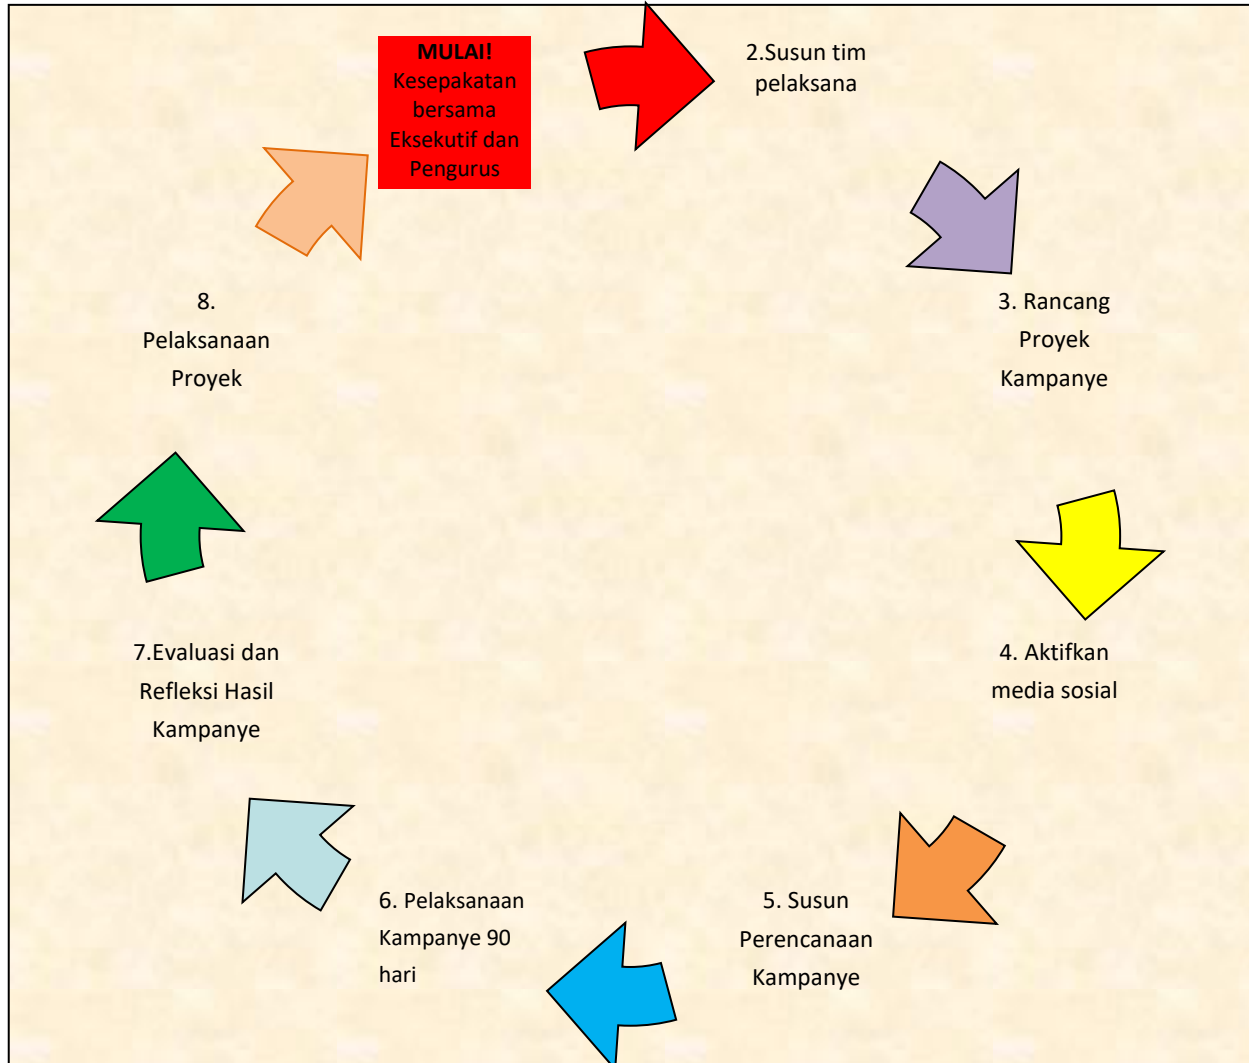 MULAI!
Kesepakatan
bersama
Eksekutif dan
Pengurus
2.Susun tim
pelaksana
3. Rancang
Proyek
Kampanye
4. Aktifkan
media sosial
5. Susun
Perencanaan
Kampanye
6. Pelaksanaan
Kampanye 90
hari
7.Evaluasi dan
Refleksi Hasil
Kampanye
8.
Pelaksanaan
Proyek